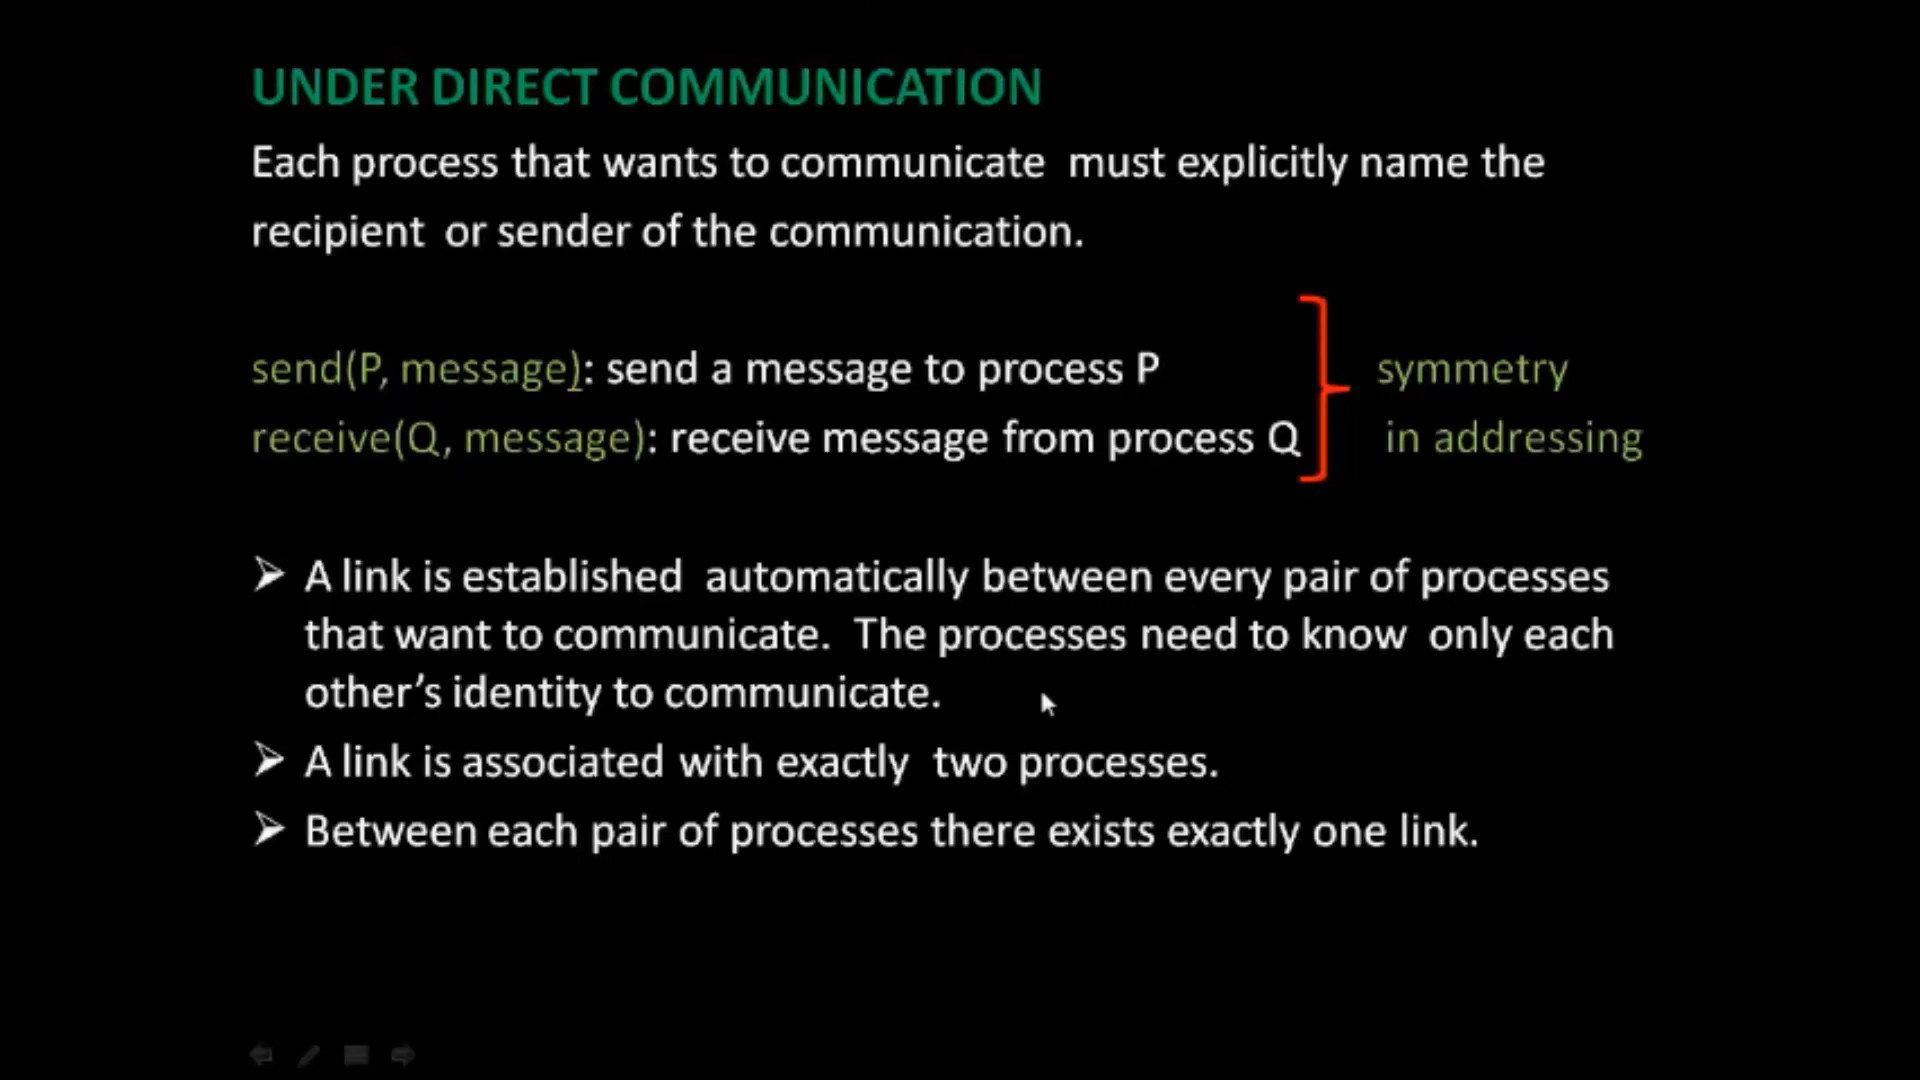 UNDER DIRECT COMMUNICATION
Each process that wants to communicate must explicitly name the
recipient or sender of the communication.
send(P, message): send a message to process P
symmetry
receive(Q, message): receive message from process Q
in addressing
➢ A link is established automatically between every pair of processes
that want to communicate. The processes need to know only each
other’s identity to communicate.
➢ A link is associated with exactly two processes.
➢ Between each pair of processes there exists exactly one link.